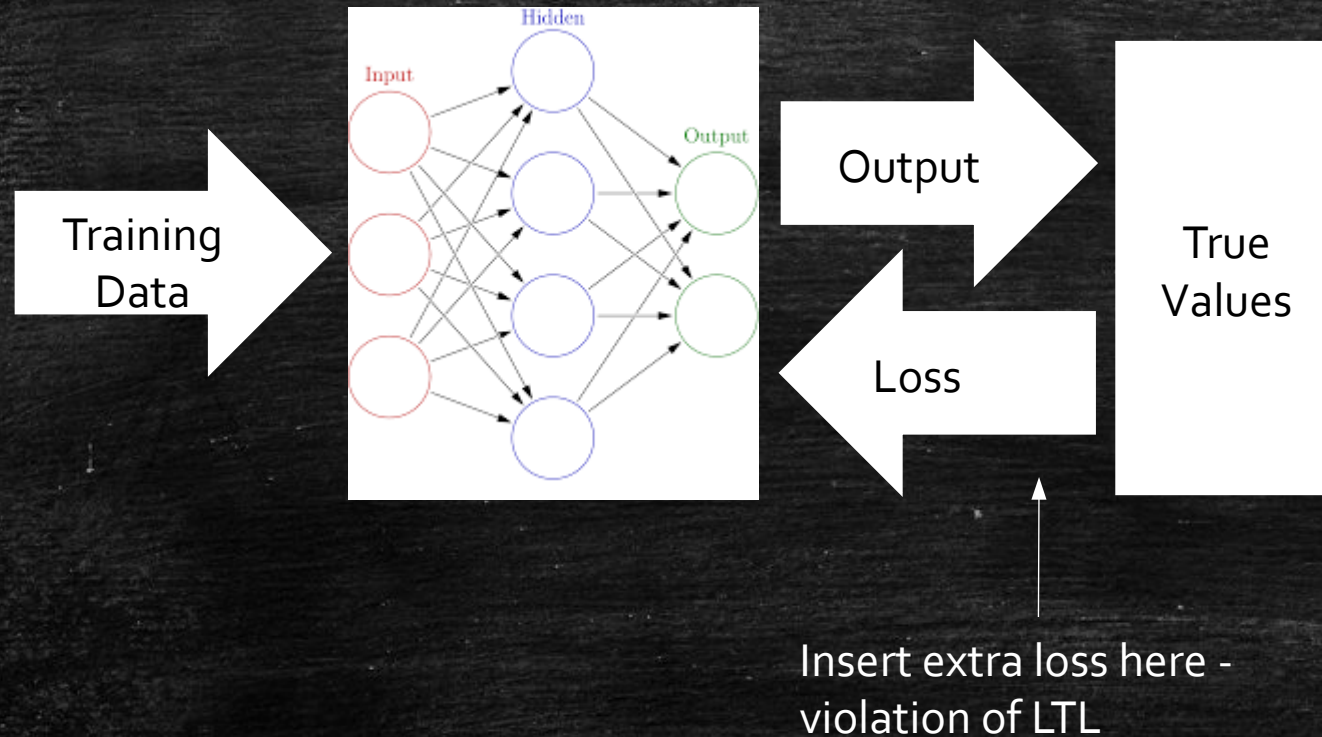 Hidden
Input
Output
Training
Data
Output
Loss
True
Values
Insert extra loss here -
violation of LTL